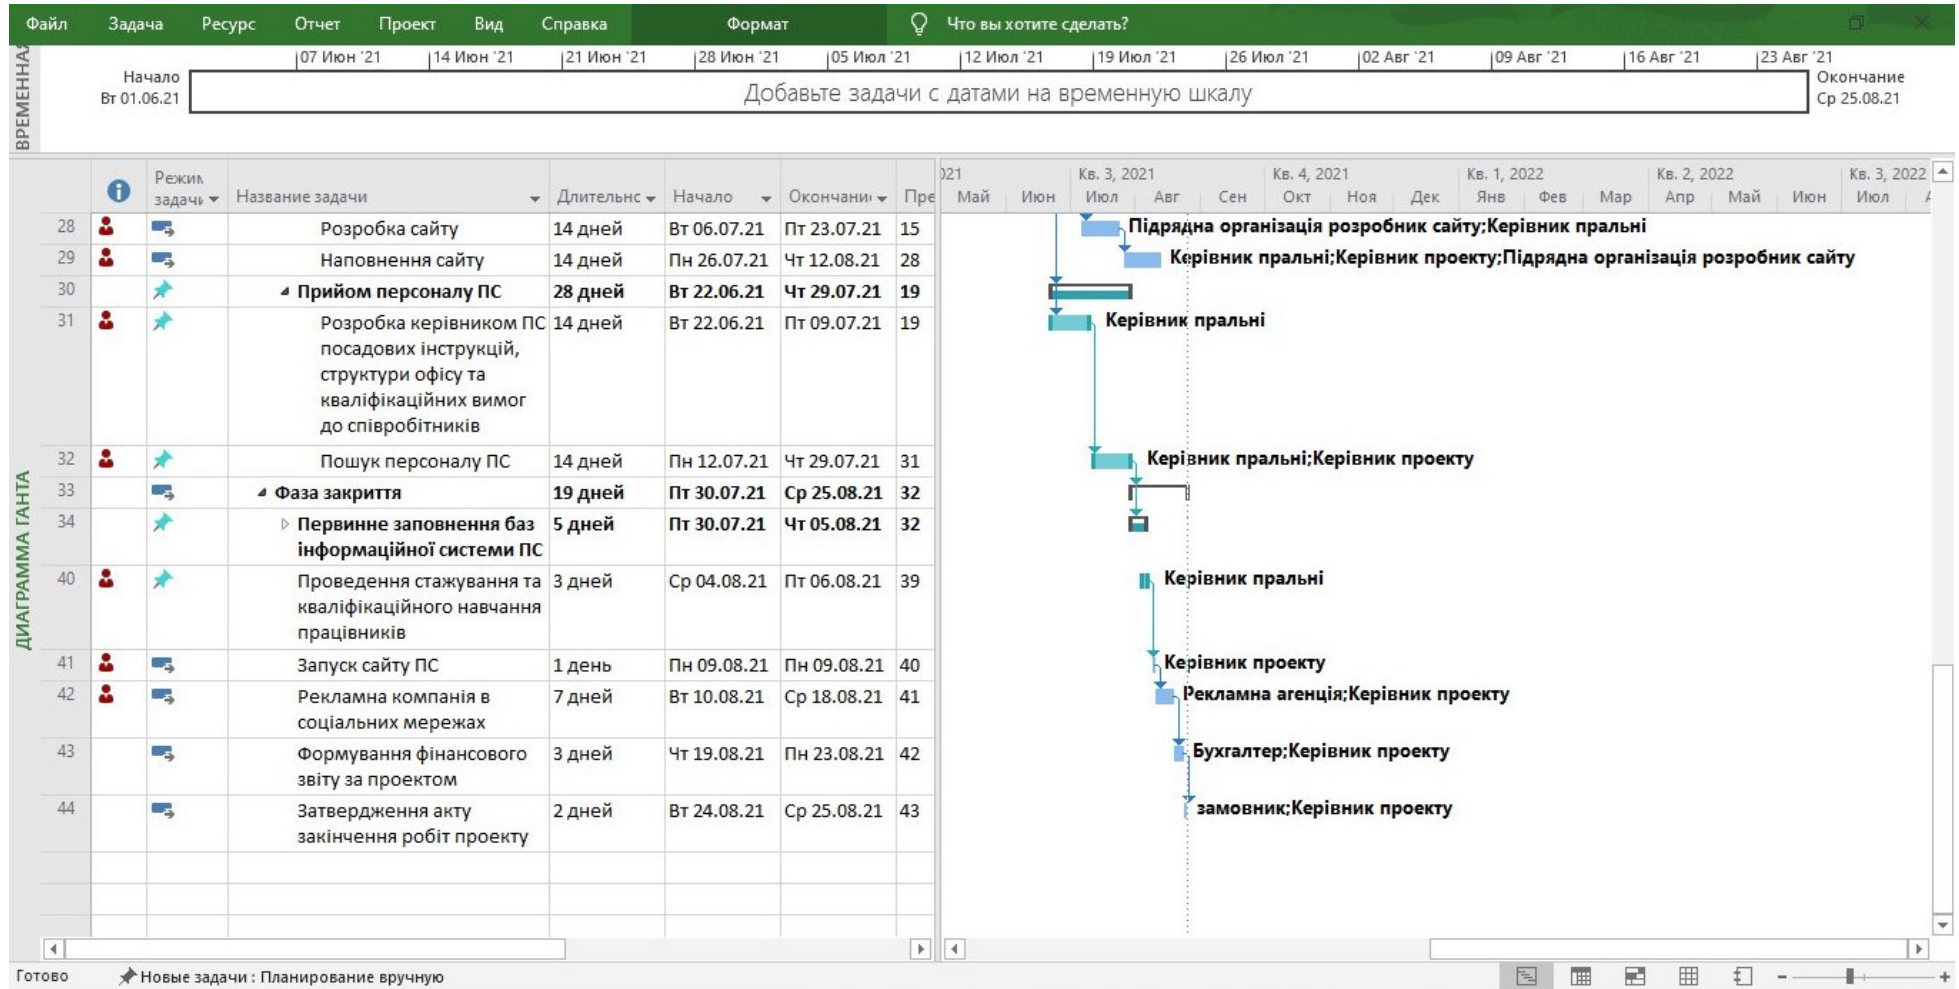 Файл Задача Ресурс Отчет Проект Вид Справка Формат Что вы хотите сделать?
07 Июн '21 14 Июн '21 21 Июн '21 28 Июн '21 05 Июл '21 12 Июл '21 19 Июл '21 26 Июл '21 02 Авг '21 09 Авг '21 16 Авг '21 23 Авг '21
ВРЕМЕННАЯ
Начало
Вт 01.06.21
Добавьте задачи с датами на временную шкалу
Окончание
Ср 25.08.21
ДИАГРАММА ГАНТА
Режим
задачи Название задачи Длительнс Начало Окончани Пре
021 Кв. 3, 2021 Кв. 4, 2021 Кв. 1, 2022 Кв. 2, 2022 Кв. 3, 2022
Май Июн Июл Авг Сен Окт Ноя Дек Янв Фев Мар Апр Май Июн Июл
28 Розробка сайту 14 дней Вт 06.07.21 Пт 23.07.21 15 Підрядна організація розробник сайту;Керівник пральні
29 Наповнення сайту 14 дней Пн 26.07.21 Чт 12.08.21 28 Керівник пральні;Керівник проекту;Підрядна організація розробник сайту
30 Прийом персоналу ПС 28 дней Вт 22.06.21 Чт 29.07.21 19
31 Розробка керівником ПС 14 дней Вт 22.06.21 Пт 09.07.21 19 Керівник пральні
посадових інструкцій,
структури офісу та
кваліфікаційних вимог
до співробітників
32 Пошук персоналу ПС 14 дней Пн 12.07.21 Чт 29.07.21 31 Керівник пральні;Керівник проекту
33 Фаза закриття 19 дней Пт 30.07.21 Ср 25.08.21 32
34 Первинне заповнення баз 5 дней Пт 30.07.21 Чт 05.08.21 32
інформаційної системи ПС
40 Проведення стажування та 3 дней Ср 04.08.21 Пт 06.08.21 39 Керівник пральні
кваліфікаційного навчання
працівників
41 Запуск сайту ПС 1 день Пн 09.08.21 Пн 09.08.21 40 Керівник проекту
42 Рекламна компанія в 7 дней Вт 10.08.21 Ср 18.08.21 41 Рекламна агенція;Керівник проекту
соціальних мережах
43 Формування фінансового 3 дней Чт 19.08.21 Пн 23.08.21 42 Бухгалтер;Керівник проекту
звіту за проектом
44 Затвердження акту 2 дней Вт 24.08.21 Ср 25.08.21 43 замовник;Керівник проекту
закінчення робіт проекту
Готово Новые задачи : Планирование вручную